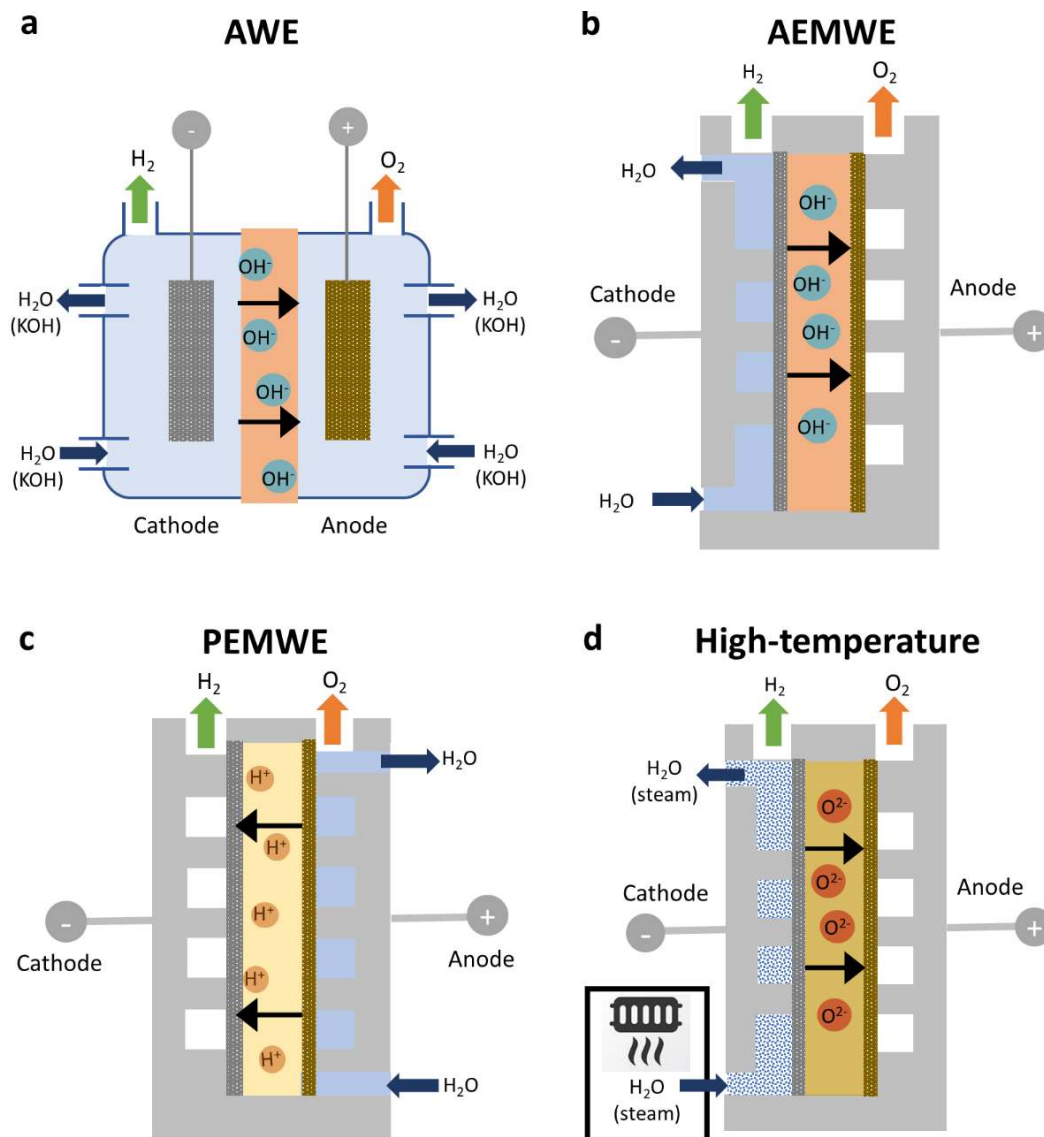 a
AWE
-
+
H₂
O₂
OH⁻
OH⁻
OH⁻
OH⁻
H₂O
(KOH)
H₂O
(KOH)
H₂O
(KOH)
H₂O
(KOH)
Cathode
Anode
b
AEMWE
H₂
O₂
H₂O
OH⁻
OH⁻
OH⁻
OH⁻
Cathode
Anode
-
+
H₂O
c
PEMWE
H₂
O₂
H₂O
H⁺
H⁺
H⁺
H⁺
H⁺
-
+
Cathode
Anode
H₂O
d
High-temperature
H₂
O₂
H₂O
(steam)
O²⁻
O²⁻
O²⁻
O²⁻
Cathode
Anode
-
+
H₂O
(steam)